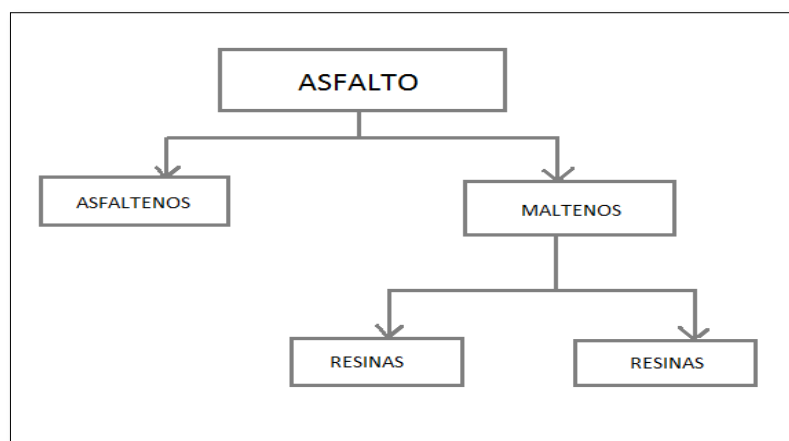 ASFALTO
ASFALTENOS
MALTENOS
RESINAS
RESINAS